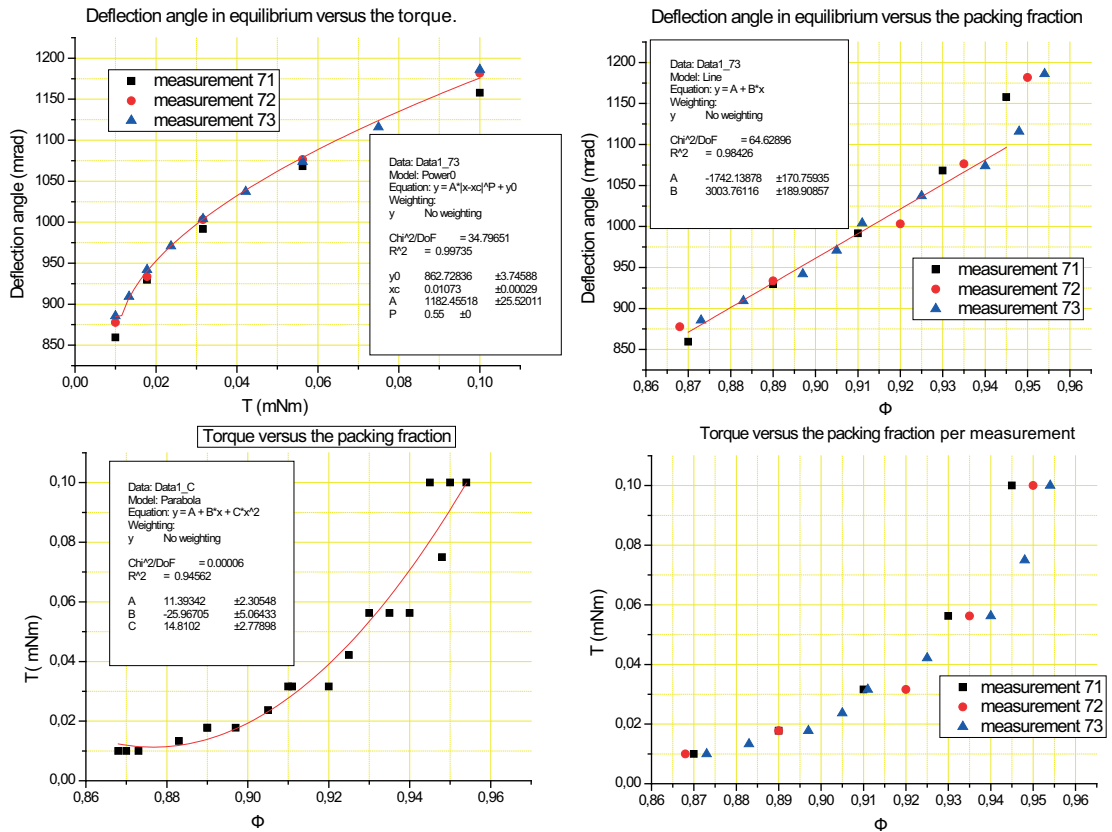 Deflection angle in equilibrium versus the torque.
1200
1150
1100
1050
1000
950
900
850
Deflection angle (mrad)
measurement 71
measurement 72
measurement 73
Data: Data1_73
Model: Power0
Equation: y = A*|x-xc|^P + y0
Weighting:
y No weighting
Chi^2/DoF = 34.79651
R^2 = 0.99735
y0 862.72836 ±3.74588
xc 0.01073 ±0.00029
A 1182.45518 ±25.52011
P 0.55 ±0
0,00 0,02 0,04 0,06 0,08 0,10
T (mNm)
Deflection angle in equilibrium versus the packing fraction
1200
1150
1100
1050
1000
950
900
850
Deflection angle (mrad)
Data: Data1_73
Model: Line
Equation: y = A + B*x
Weighting:
y No weighting
Chi^2/DoF = 64.62896
R^2 = 0.98426
A -1742.13878 ±170.75935
B 3003.76116 ±189.90857
measurement 71
measurement 72
measurement 73
0,86 0,87 0,88 0,89 0,90 0,91 0,92 0,93 0,94 0,95 0,96
Φ
Torque versus the packing fraction
0,10
0,08
0,06
0,04
0,02
0,00
T( mNm)
Data: Data1_C
Model: Parabola
Equation: y = A + B*x + C*x^2
Weighting:
y No weighting
Chi^2/DoF = 0.00006
R^2 = 0.94562
A 11.39342 ±2.30548
B -25.96705 ±5.06433
C 14.8102 ±2.77898
0,86 0,88 0,90 0,92 0,94 0,96
Φ
Torque versus the packing fraction per measurement
0,10
0,08
0,06
0,04
0,02
0,00
T (mNm)
measurement 71
measurement 72
measurement 73
0,86 0,87 0,88 0,89 0,90 0,91 0,92 0,93 0,94 0,95 0,96
Φ